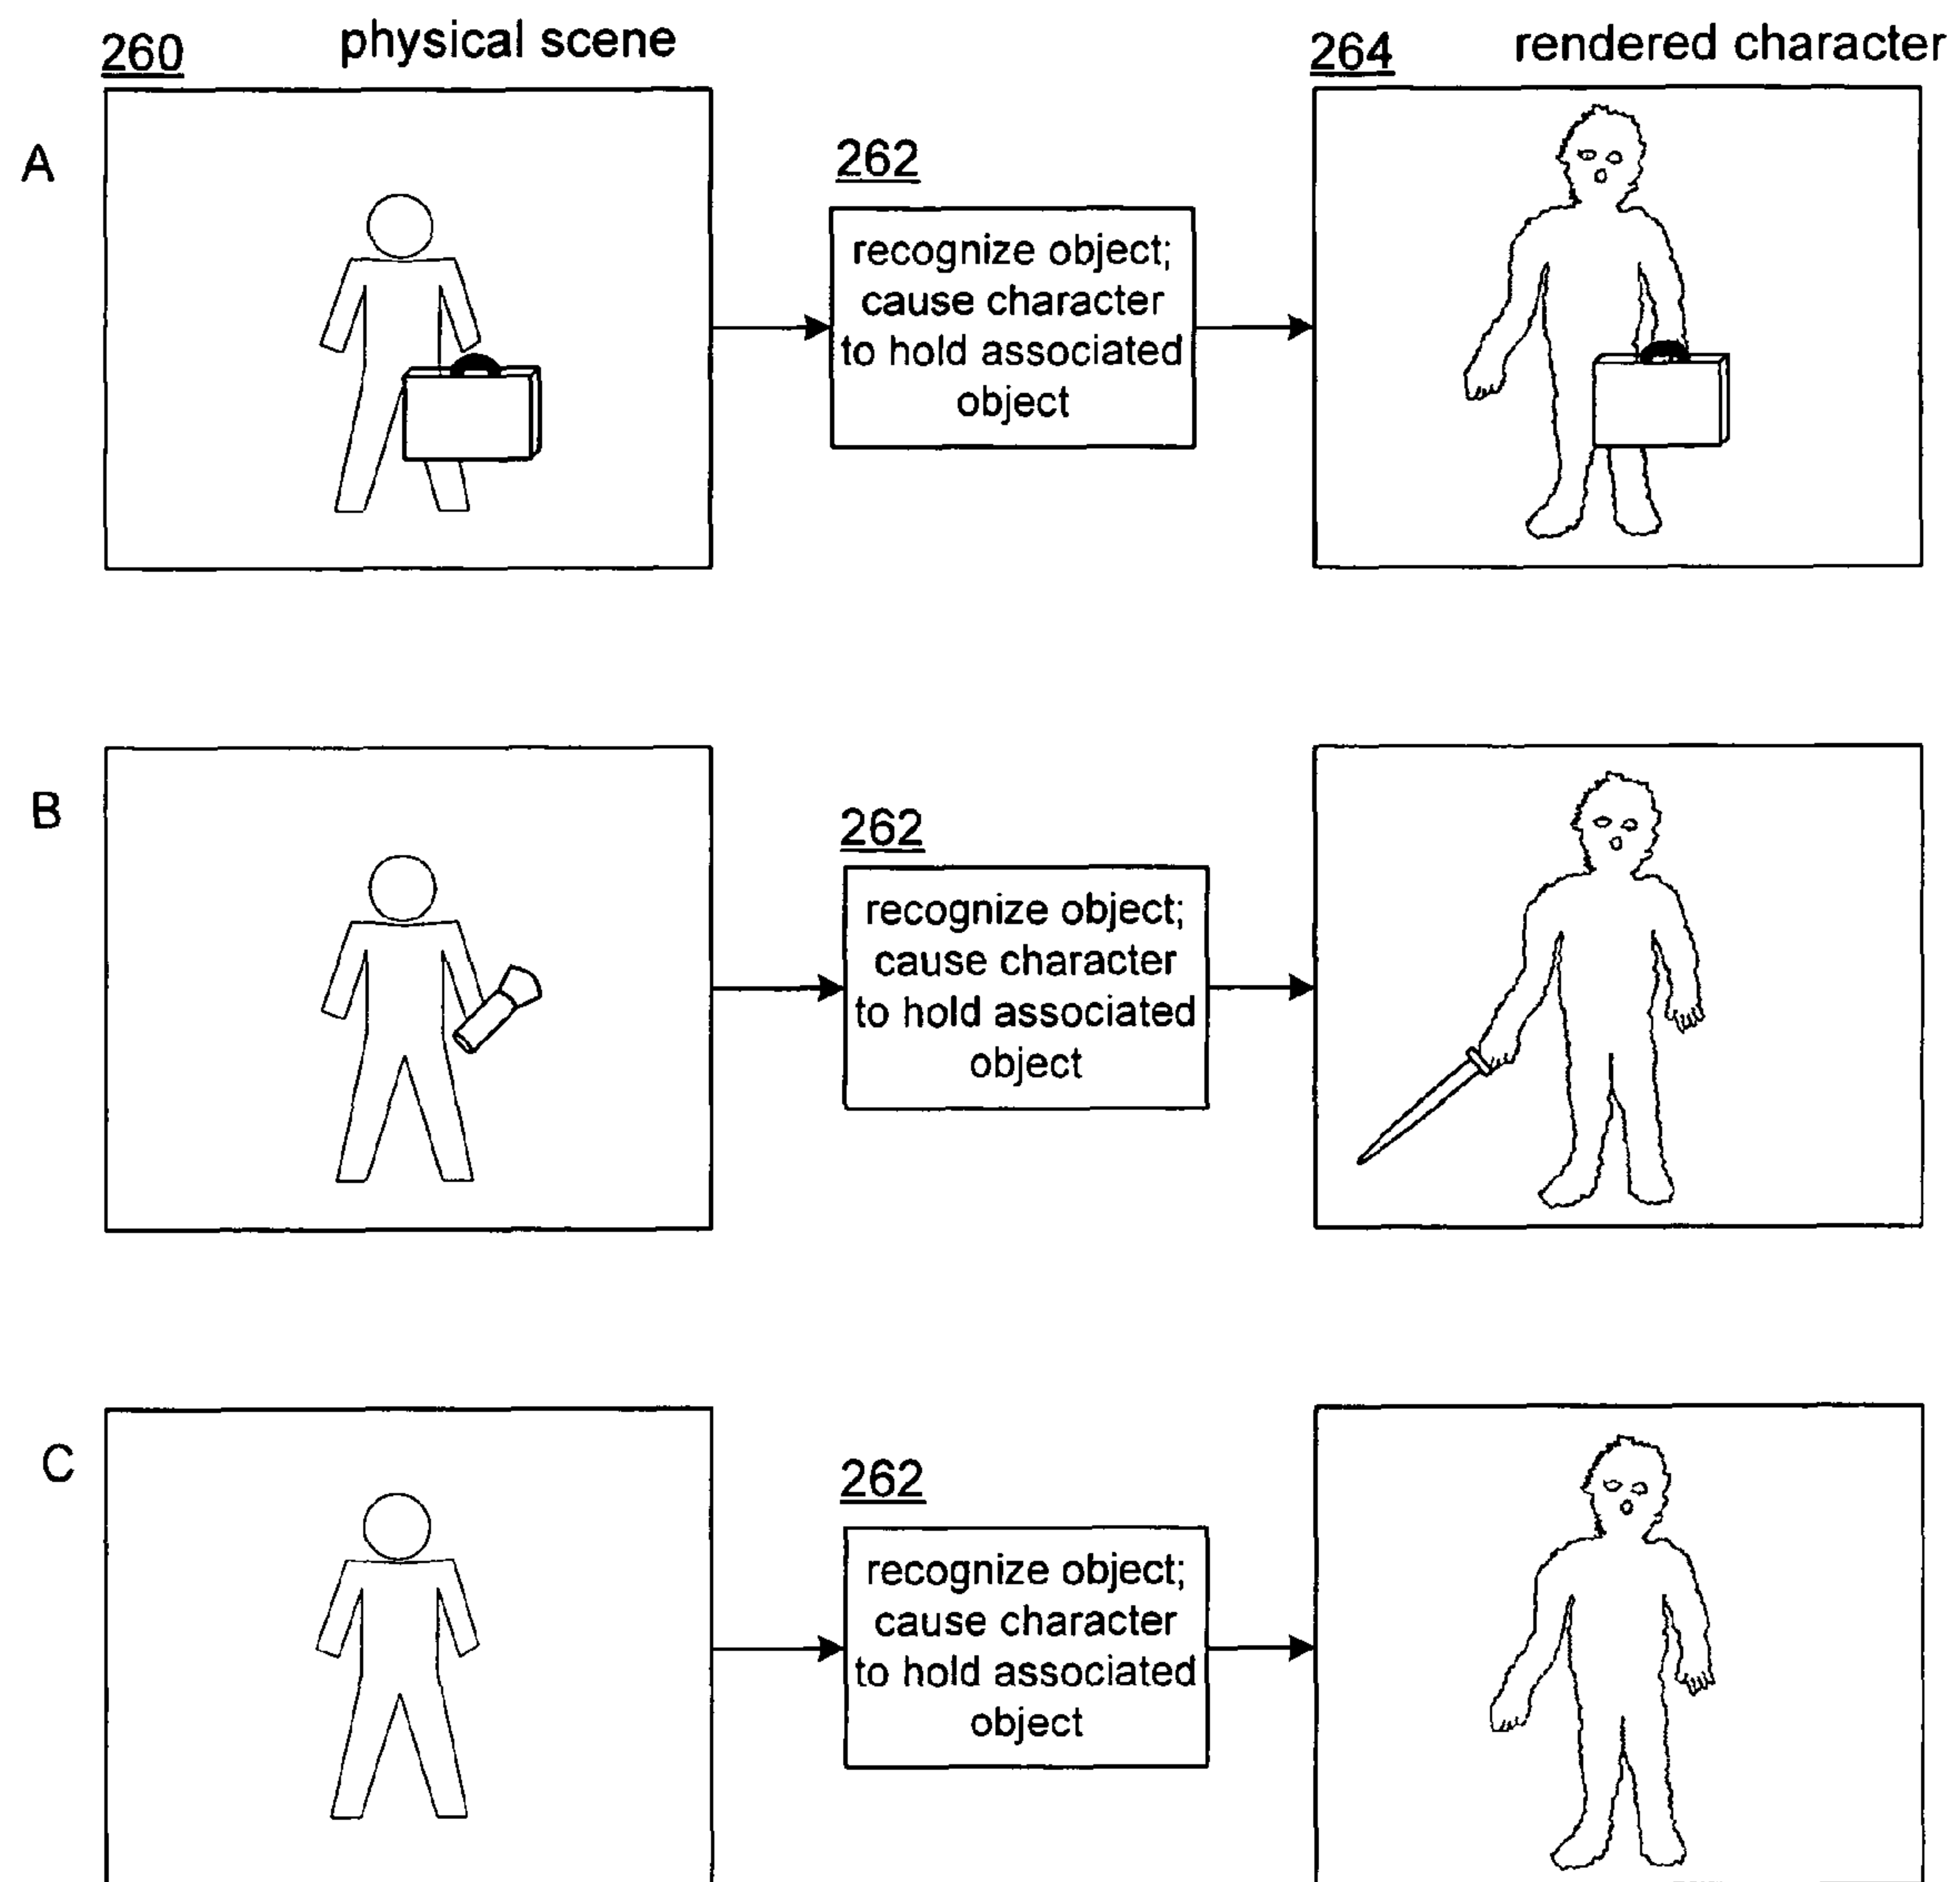 260
physical scene
264
rendered character
A
262
recognize object;
cause character
to hold associated
object
B
262
recognize object;
cause character
to hold associated
object
C
262
recognize object;
cause character
to hold associated
object